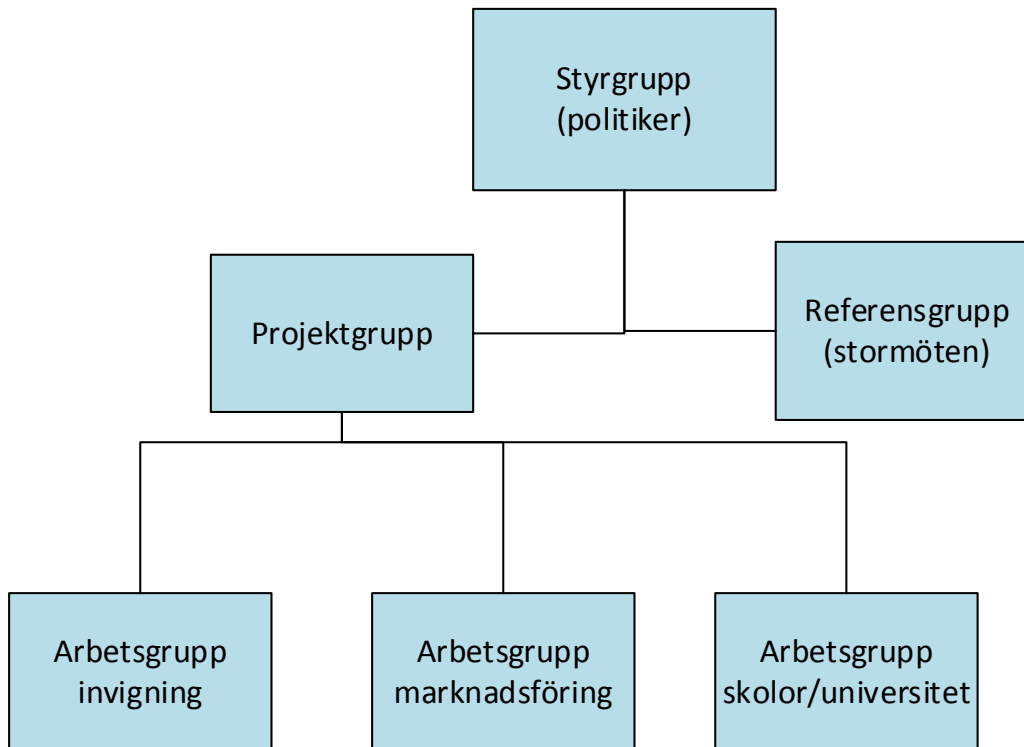 Styrgrupp
(politiker)
Projektgrupp
Referensgrupp
(stormöten)
Arbetsgrupp
invigning
Arbetsgrupp
marknadsföring
Arbetsgrupp
skolor/universitet